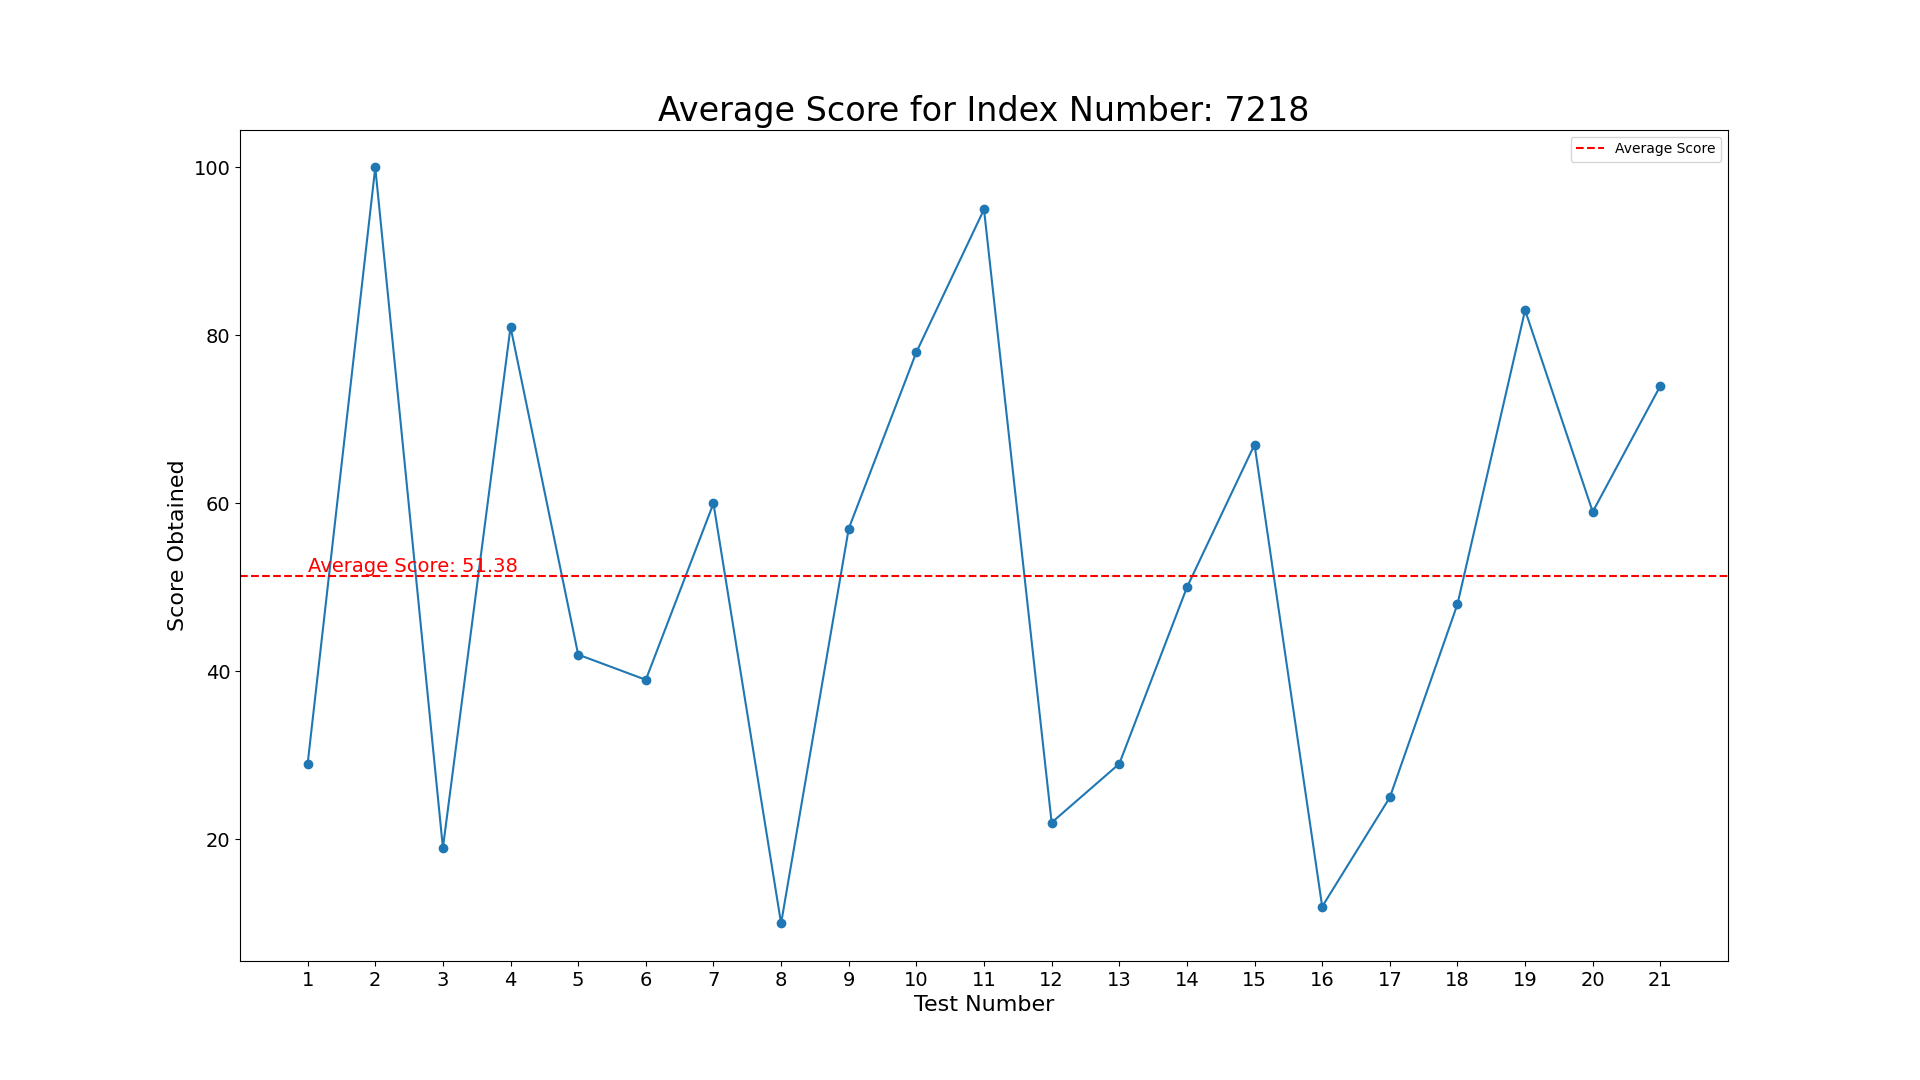 Average Score for Index Number: 7218
Average Score
100
80
60
40
20
Score Obtained
Average Score: 51.38
1 2 3 4 5 6 7 8 9 10 11 12 13 14 15 16 17 18 19 20 21
Test Number